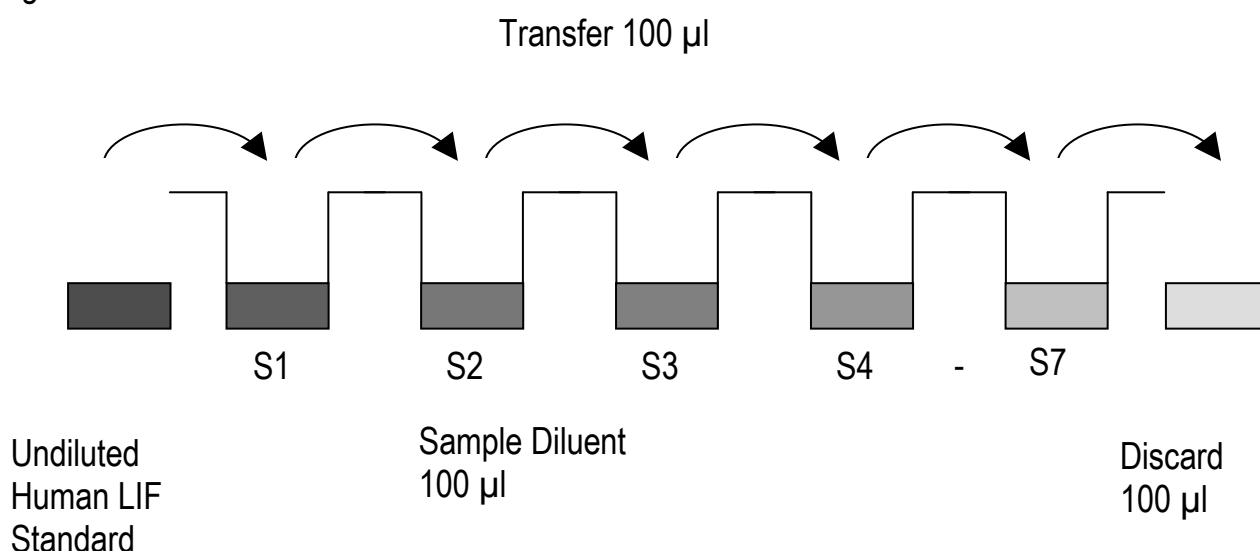 Transfer 100 µl
S1 S2 S3 S4 - S7
Undiluted
Human LIF
Standard
Sample Diluent
100 µl
Discard
100 µl